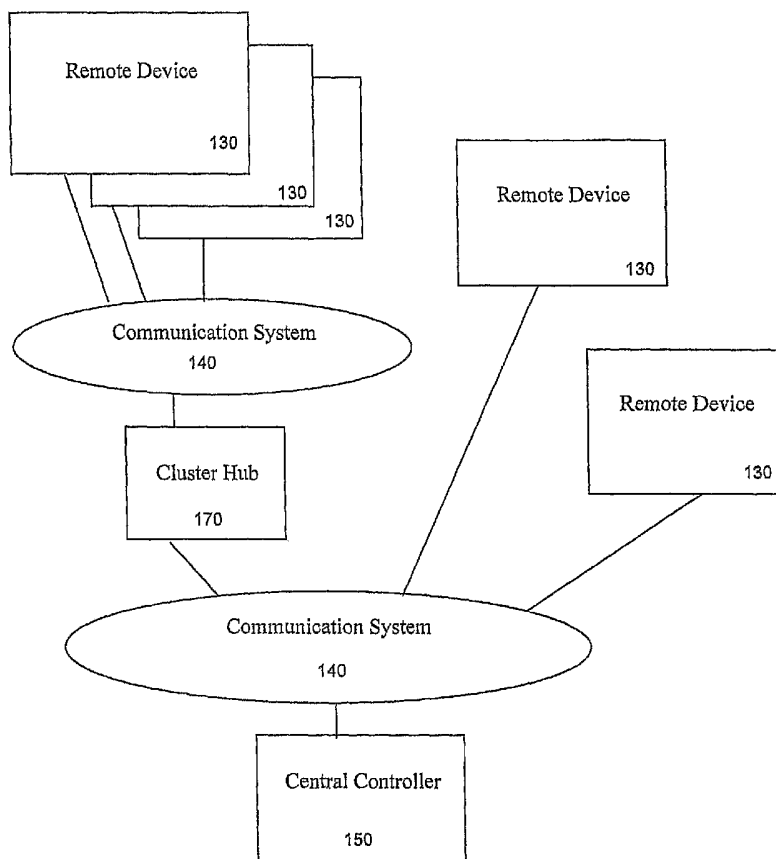 Remote Device
130
130
130
Remote Device
130
Communication System
140
Remote Device
130
Cluster Hub
170
Communication System
140
Central Controller
150